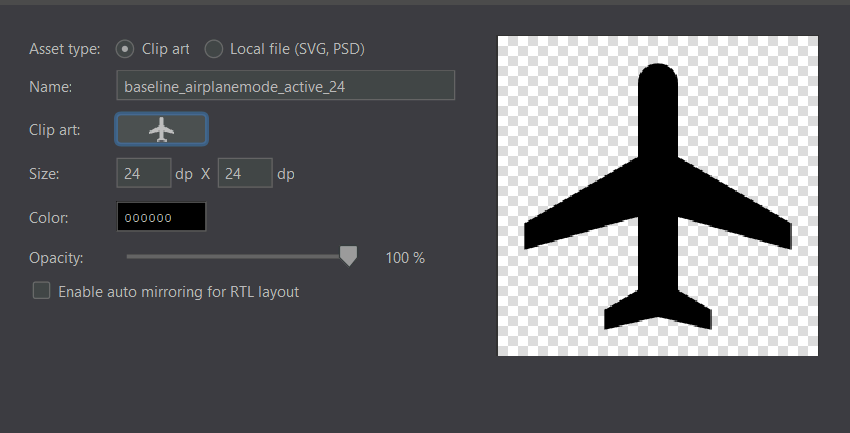 Asset type: Clip art Local file (SVG, PSD)
Name: baseline_airplanemode_active_24
Clip art:
Size: 24 dp X 24 dp
Color: 000000
Opacity: 100 %
Enable auto mirroring for RTL layout